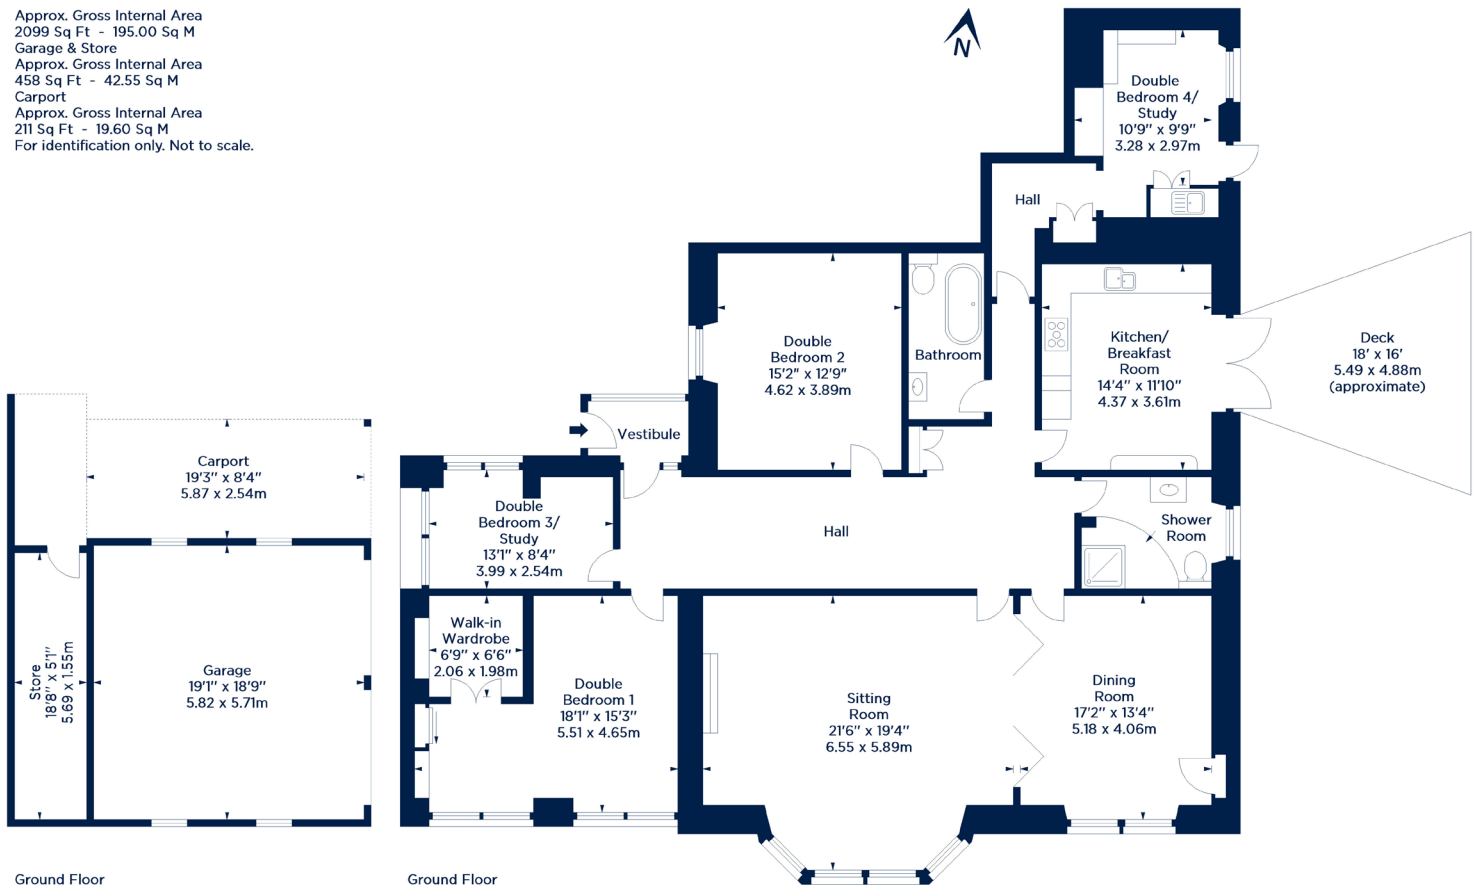 Approx. Gross Internal Area
2099 Sq Ft - 195.00 Sq M
Garage & Store
Approx. Gross Internal Area
458 Sq Ft - 42.55 Sq M
Carport
Approx. Gross Internal Area
211 Sq Ft - 19.60 Sq M
For identification only. Not to scale.
N
Double
Bedroom 4/
Study
10'9" x 9'9"
3.28 x 2.97m
Hall
Double
Bedroom 2
15'2" x 12'9"
4.62 x 3.89m
Bathroom
Kitchen/
Breakfast
Room
14'4" x 11'10"
4.37 x 3.61m
Deck
18' x 16'
5.49 x 4.88m
(approximate)
Vestibule
Carport
19'3" x 8'4"
5.87 x 2.54m
Double
Bedroom 3/
Study
13'1" x 8'4"
3.99 x 2.54m
Hall
Shower
Room
Store
18'8" x 5'1"
5.69 x 1.55m
Garage
19'1" x 18'9"
5.82 x 5.71m
Walk-in
Wardrobe
6'9" x 6'6"
2.06 x 1.98m
Double
Bedroom 1
18'1" x 15'3"
5.51 x 4.65m
Sitting
Room
21'6" x 19'4"
6.55 x 5.89m
Dining
Room
17'2" x 13'4"
5.18 x 4.06m
Ground Floor
Ground Floor